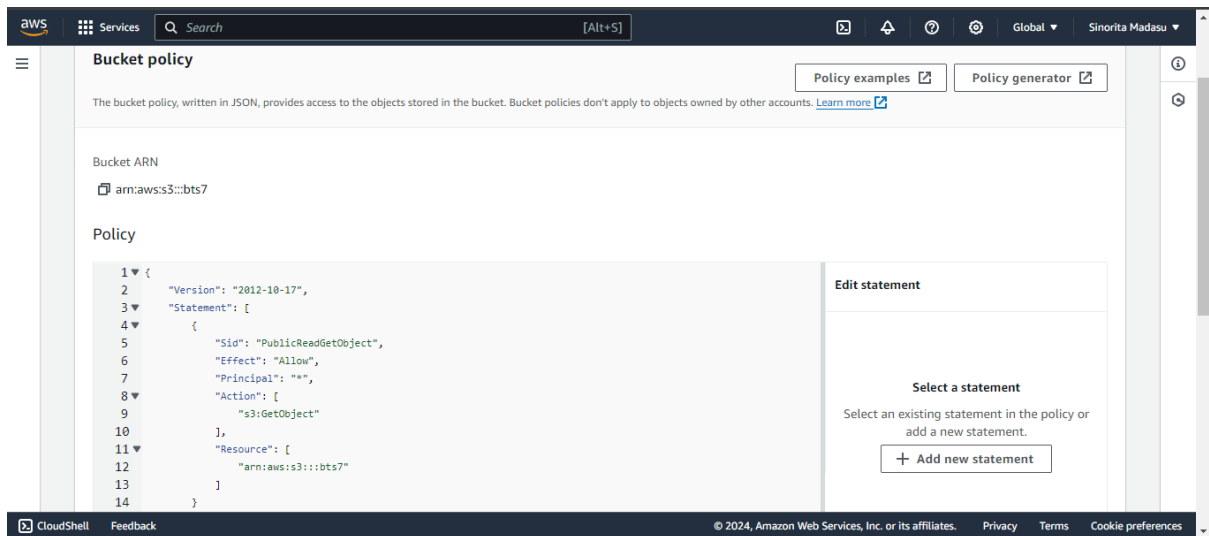 aws Services Search [Alt+S] Global ▼ Sinorita Madasu ▼
Bucket policy
Policy examples Policy generator
The bucket policy, written in JSON, provides access to the objects stored in the bucket. Bucket policies don't apply to objects owned by other accounts. Learn more
Bucket ARN
arn:aws:s3:::bts7
Policy
1 ▼ {
2 "Version": "2012-10-17",
3 ▼ "Statement": [
4 ▼ {
5 "Sid": "PublicReadGetObject",
6 "Effect": "Allow",
7 "Principal": "*",
8 ▼ "Action": [
9 "s3:GetObject"
10 ],
11 ▼ "Resource": [
12 "arn:aws:s3:::bts7"
13 ]
14 }
Edit statement
Select a statement
Select an existing statement in the policy or
add a new statement.
+ Add new statement
CloudShell Feedback © 2024, Amazon Web Services, Inc. or its affiliates. Privacy Terms Cookie preferences